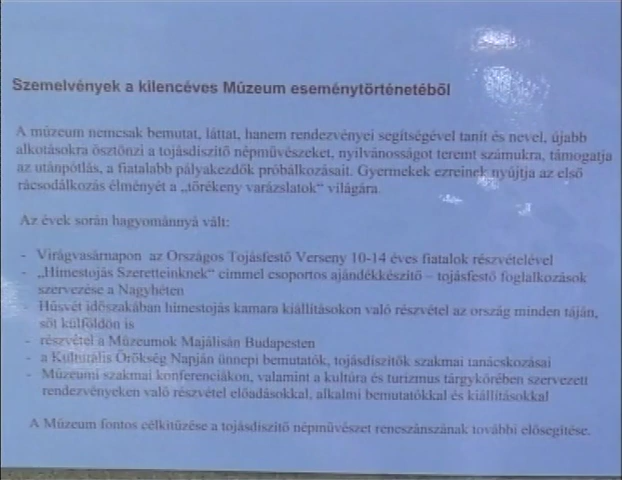 Szemelvények a kilencéves Múzeum eseménytörténetéből
A múzeum nemcsak bemutat, láttat, hanem rendezvényei segítségével tanít és nevel, újabb
alkotásokra ösztönzi a tojásdíszítő népművészeket, nyilvánosságot teremt számukra, támogatja
az utánpótlás, a fiatalabb pályakezdők próbálkozásait. Gyermekek ezreinek nyújtja az első
rácsodálkozás élményét a „törékeny varázslatok" világára.
Az évek során hagyománnyá vált:
- Virágvasárnapon az Országos Tojásfestő Verseny 10-14 éves fiatalok részvételével
- „Hímestojás Szeretteinknek" címmel csoportos ajándékkészítő – tojásfestő foglalkozások
szervezése a Nagyhéten
Húsvét időszakában hímestojás kamara kiállításokon való részvétel az ország minden táján,
sőt külföldön is
- részvétel a Múzeumok Majálisán Budapesten
- a Kulturális Örökség Napján ünnepi bemutatók, tojásdíszítők szakmai tanácskozásai
- Múzeumi szakmai konferenciákon, valamint a kultúra és turizmus tárgykörében szervezett
rendezvényeken való részvétel előadásokkal, alkalmi bemutatókkal és kiállításokkal
A Múzeum fontos célkitűzése a tojásdíszítő népművészet reneszánszának további elősegítése.